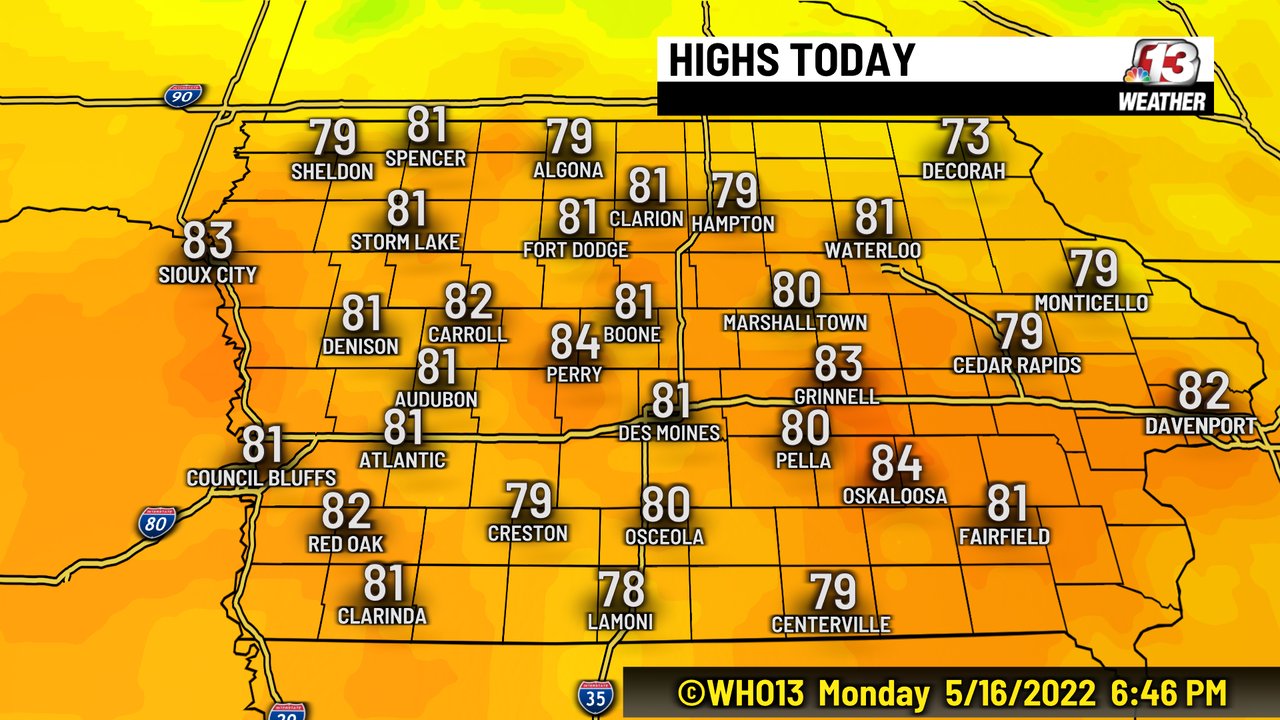 HIGHS TODAY
13
WEATHER
90
79
SHELDON
81
SPENCER
79
ALGONA
73
DECORAH
81
CLARION
79
HAMPTON
81
STORM LAKE
81
FORT DODGE
81
WATERLOO
83
SIOUX CITY
79
MONTICELLO
82
CARROLL
81
BOONE
80
MARSHALLTOWN
81
DENISON
84
PERRY
79
CEDAR RAPIDS
81
AUDUBON
83
GRINNELL
82
DAVENPORT
81
ATLANTIC
81
DES MOINES
80
PELLA
81
COUNCIL BLUFFS
84
OSKALOOSA
80
82
RED OAK
79
CRESTON
80
OSCEOLA
81
FAIRFIELD
81
CLARINDA
78
LAMONI
79
CENTERVILLE
35
©WHO13 Monday 5/16/2022 6:46 PM